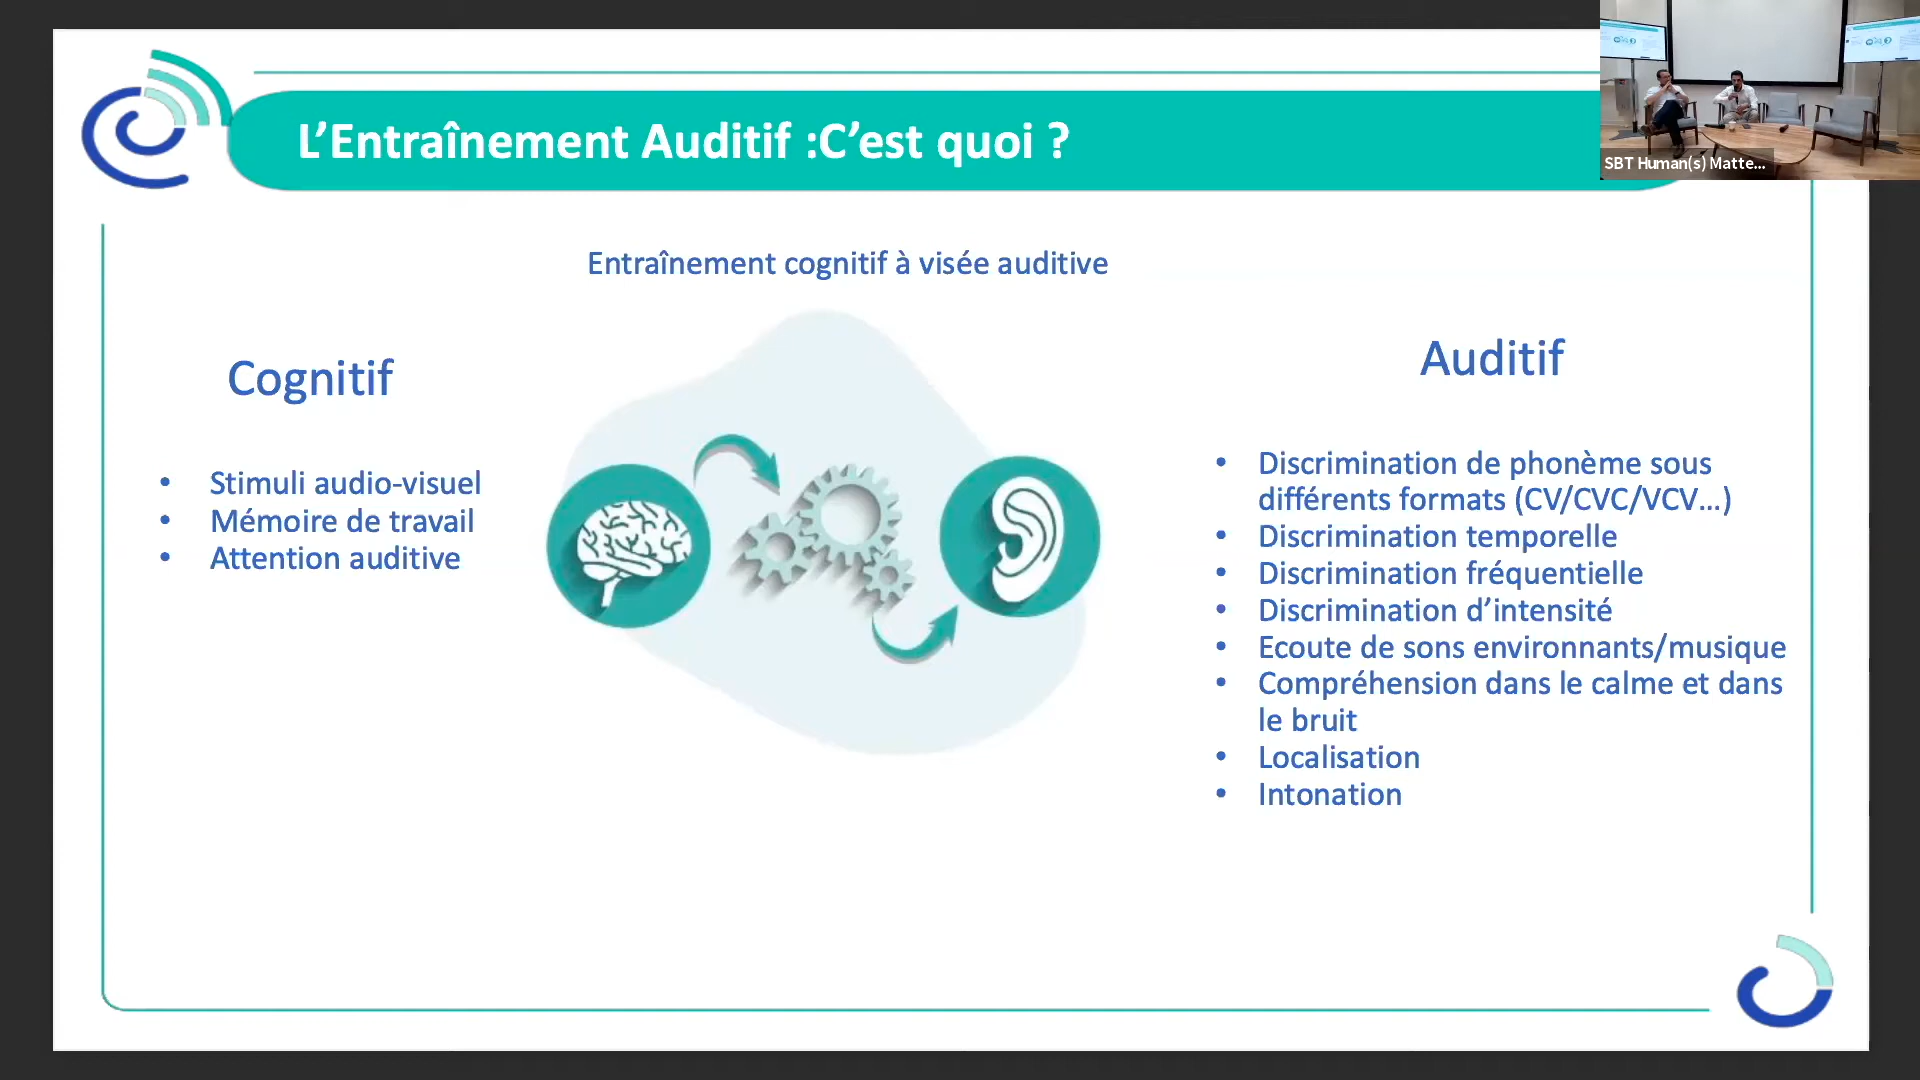 L’Entraînement Auditif :C’est quoi ?
SBT Human(s) Matte...
Entraînement cognitif à visée auditive
Cognitif
• Stimuli audio-visuel
• Mémoire de travail
• Attention auditive
Auditif
• Discrimination de phonème sous
différents formats (CV/CVC/VCV...)
• Discrimination temporelle
• Discrimination fréquentielle
• Discrimination d’intensité
• Ecoute de sons environnants/musique
• Compréhension dans le calme et dans
le bruit
• Localisation
• Intonation